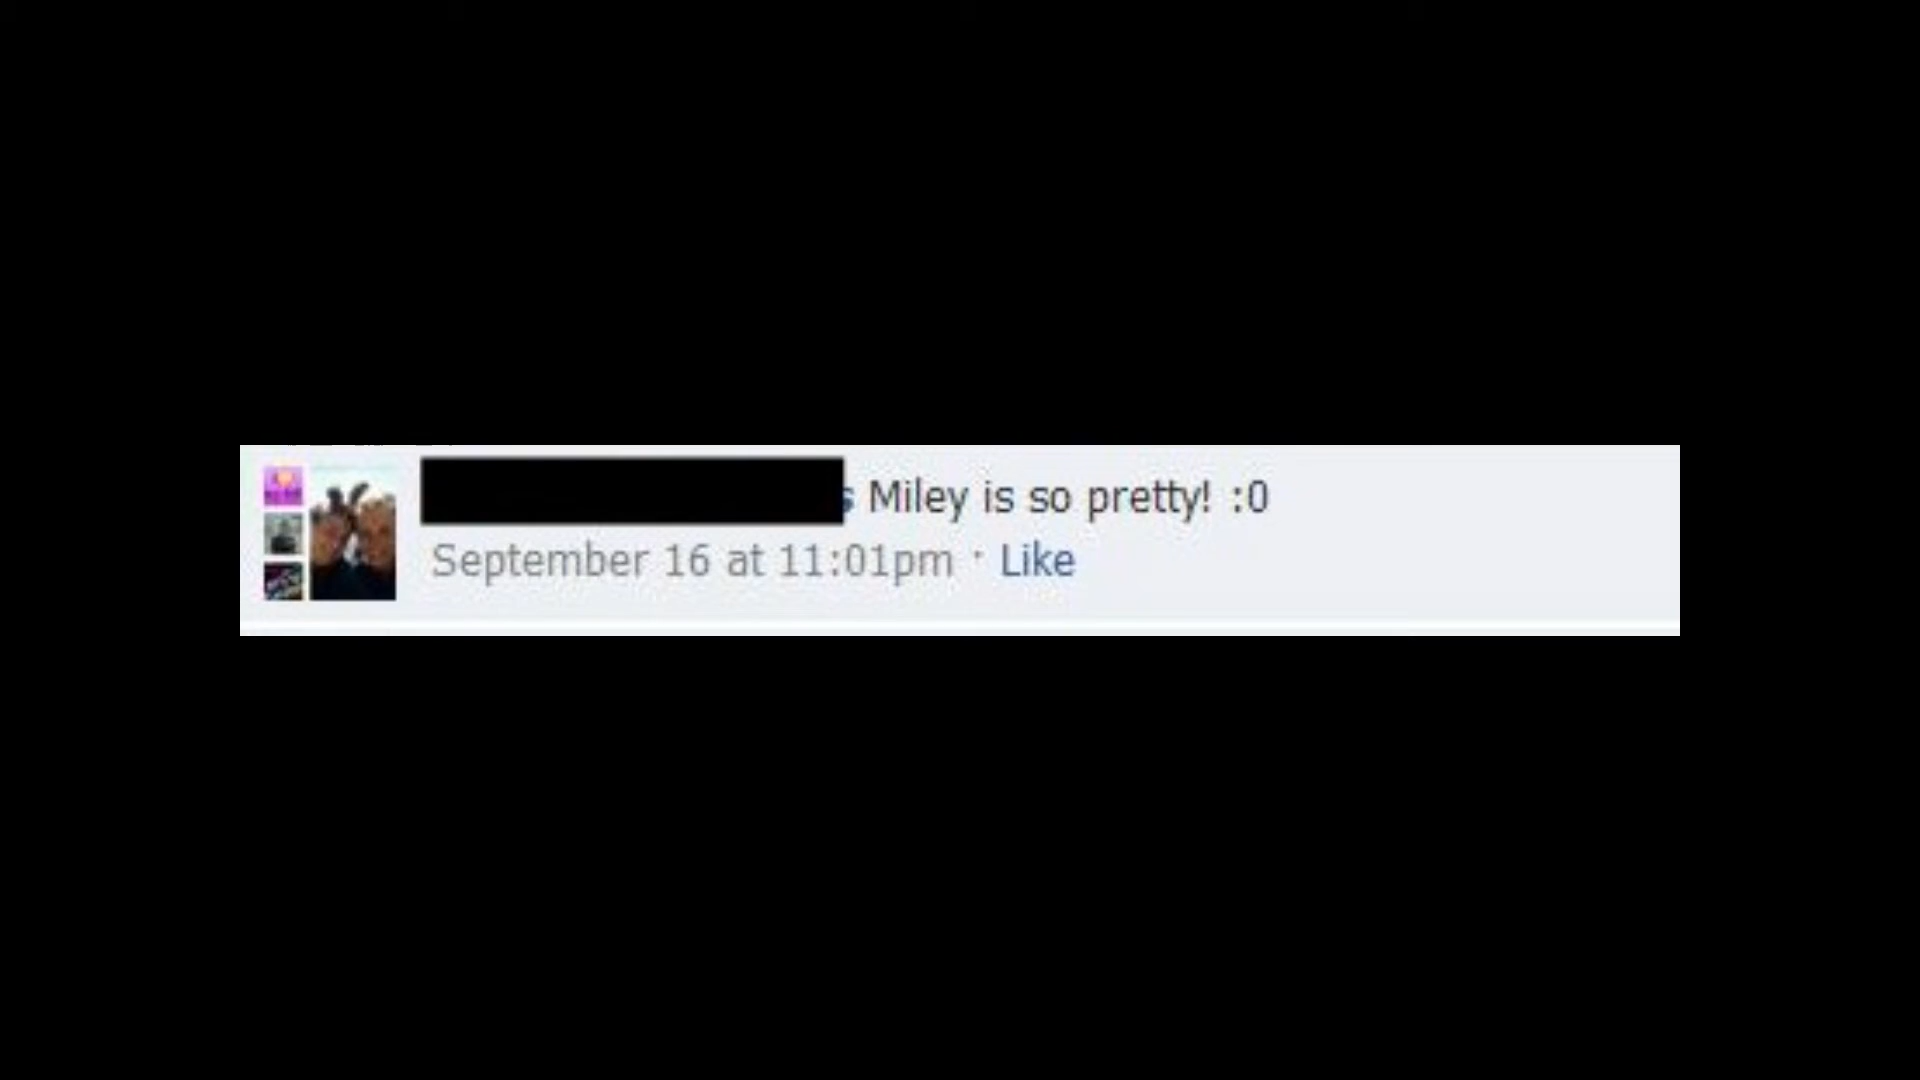 s Miley is so pretty! :0
September 16 at 11:01pm · Like